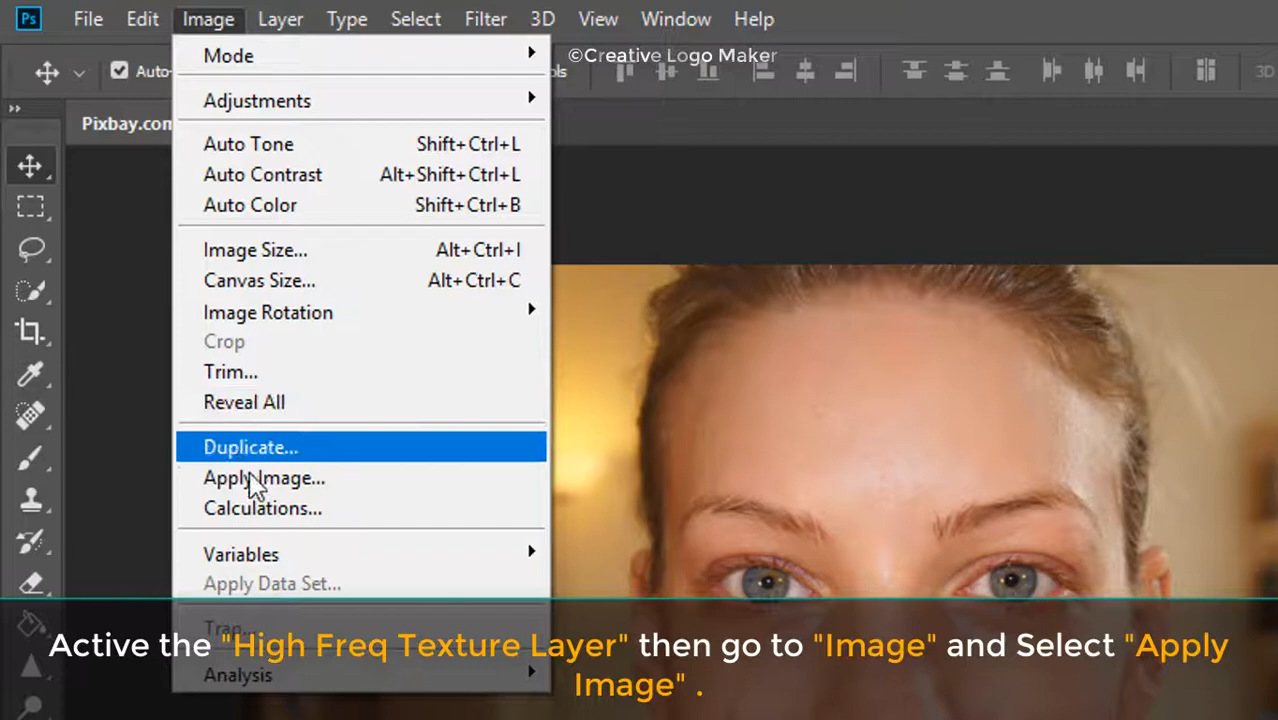 Ps File Edit Image Layer Type Select Filter 3D View Window Help
©Creative Logo Maker
Auto-
3D
Pixbay.com
Mode
Adjustments
Auto Tone Shift+Ctrl+L
Auto Contrast Alt+Shift+Ctrl+L
Auto Color Shift+Ctrl+B
Image Size... Alt+Ctrl+I
Canvas Size... Alt+Ctrl+C
Image Rotation
Crop
Trim...
Reveal All
Duplicate...
Apply Image...
Calculations...
Variables
Apply Data Set...
Trap...
Analysis
Active the "High Freq Texture Layer" then go to "Image" and Select "Apply
Image" .